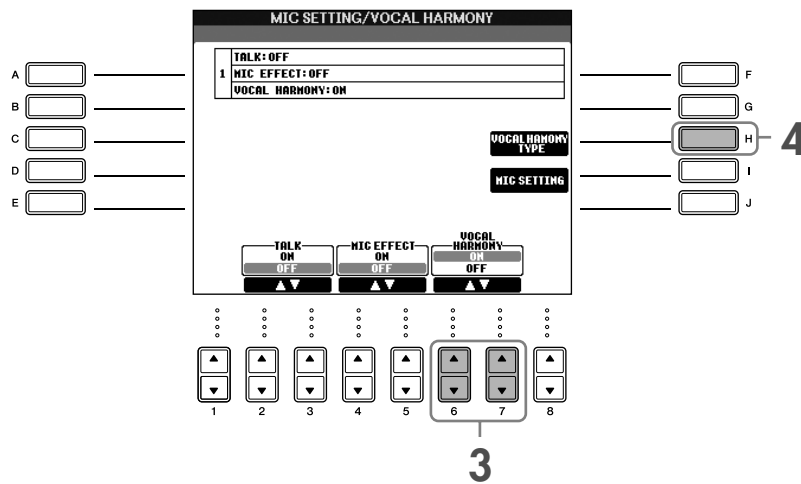 MIC SETTING/VOCAL HARMONY
TALK:OFF
1 MIC EFFECT:OFF
VOCAL HARMONY:ON
A
B
C
D
E
F
G
H
I
J
4
VOCAL HAMONY
TYPE
MIC SETTING
TALK
ON
OFF
MIC EFFECT
ON
OFF
VOCAL
HARMONY
ON
OFF
1 2 3 4 5 6 7 8
3